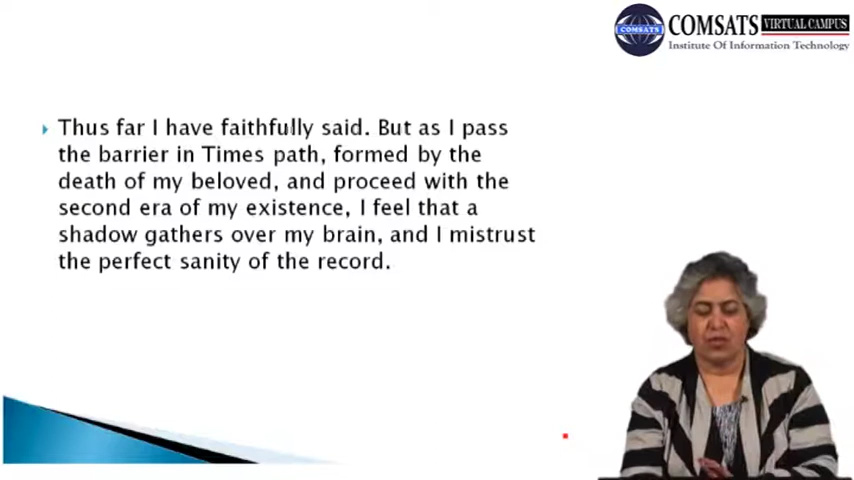 COMSATS VIRTUAL CAMPUS
Institute Of Information Technology
COMSATS
Thus far I have faithfully said. But as I pass
the barrier in Times path, formed by the
death of my beloved, and proceed with the
second era of my existence, I feel that a
shadow gathers over my brain, and I mistrust
the perfect sanity of the record.